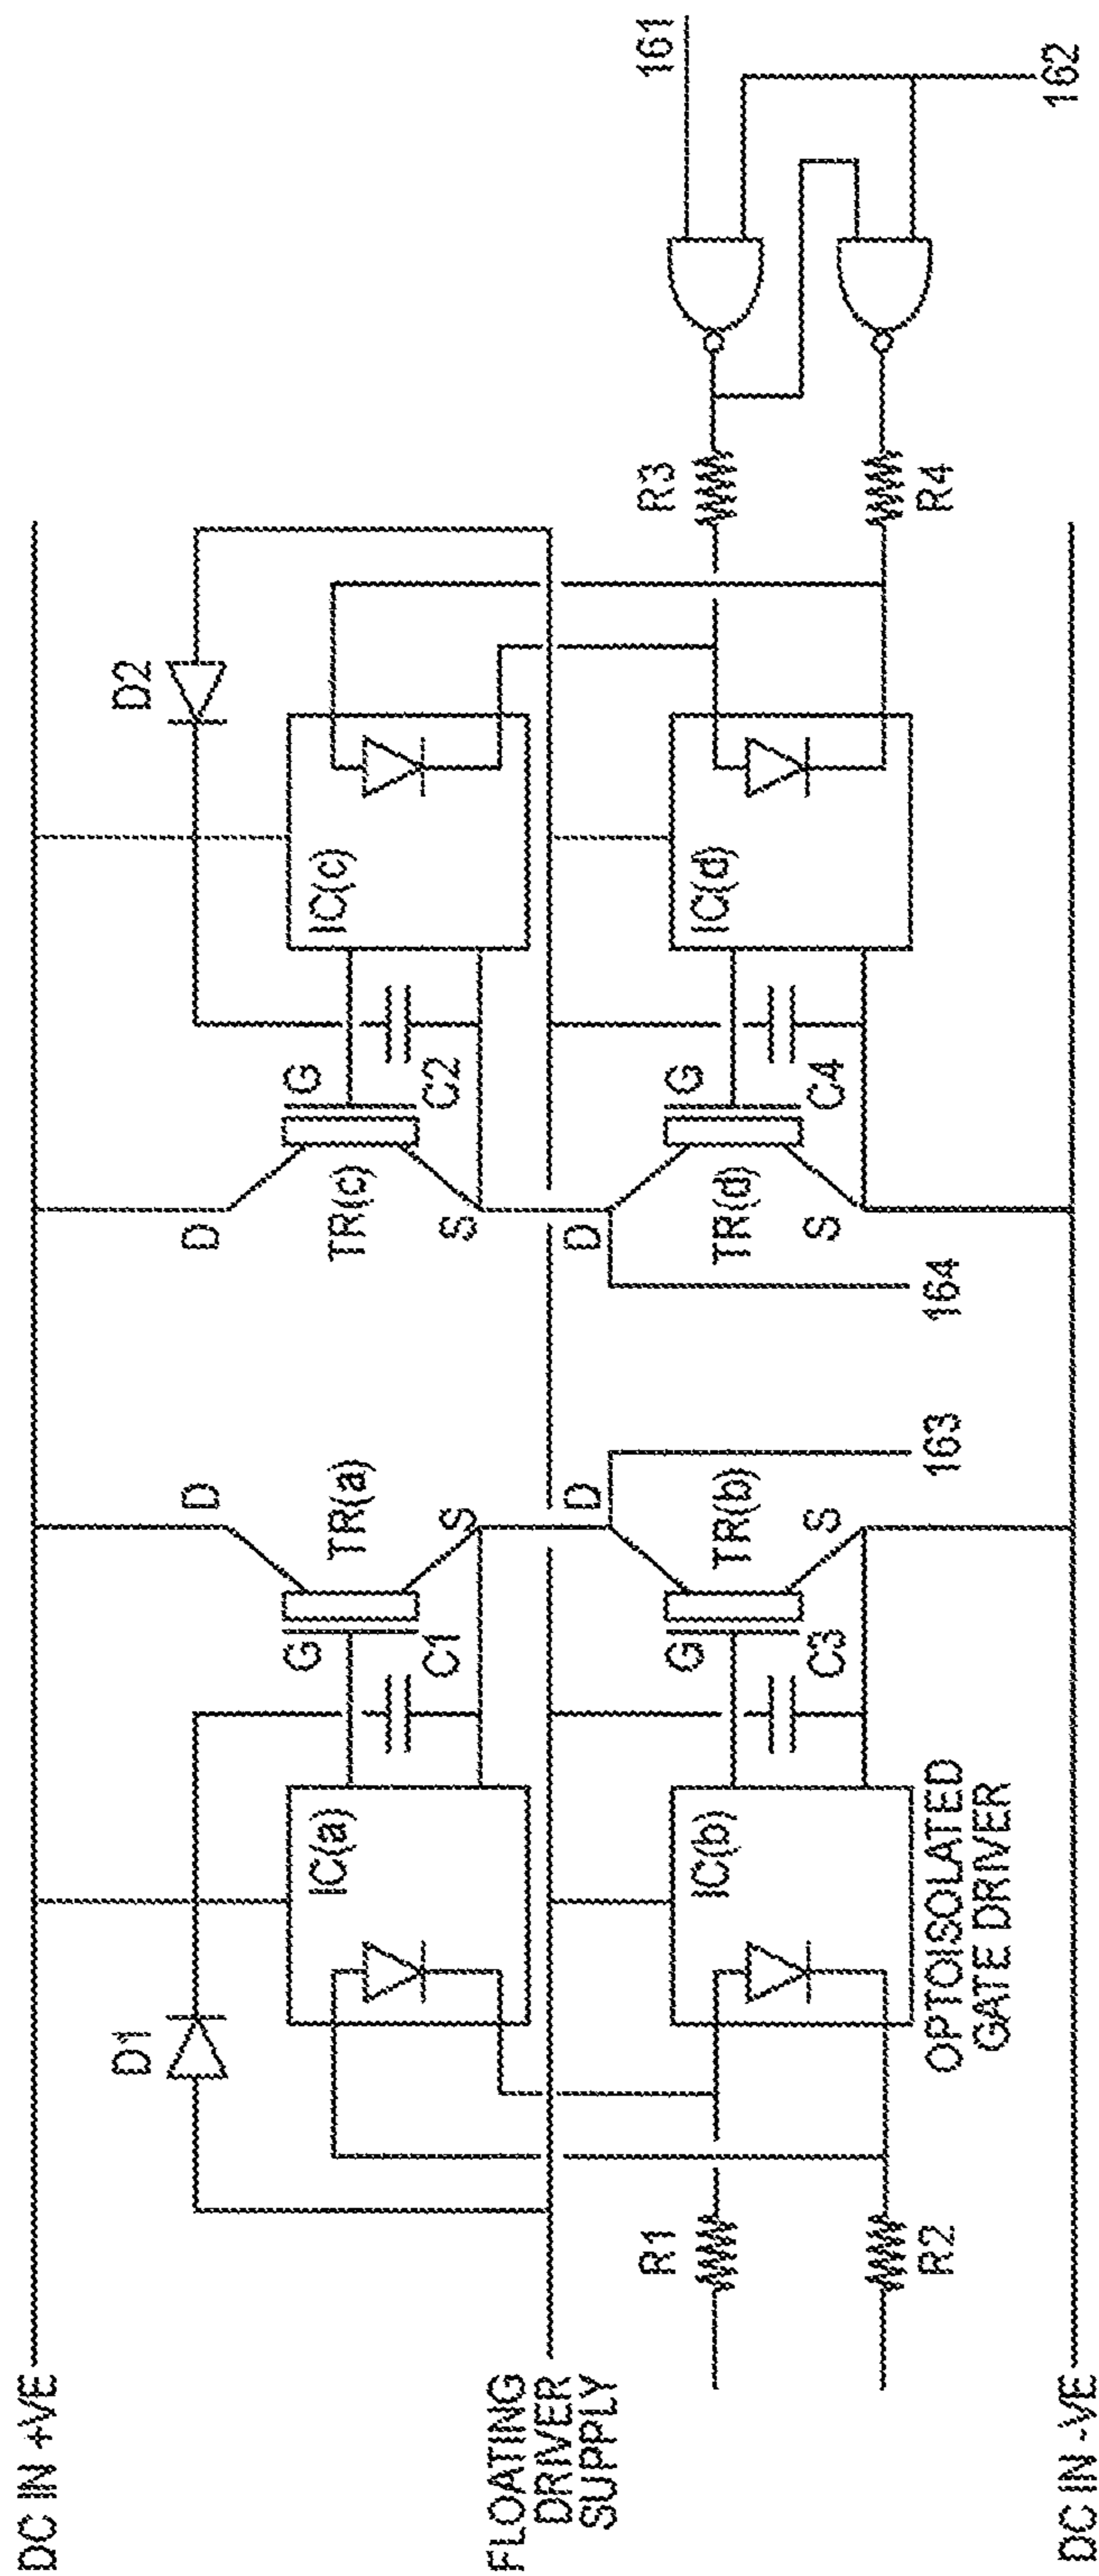 DC IN +VE
FLOATING
DRIVER
SUPPLY
DC IN -VE
D1
R1
R2
IC(a)
IC(b)
OPTOISOLATED
GATE DRIVER
G
C1
G
C3
D
TR(a)
S
D
TR(b)
S
163
D
TR(c)
S
D
TR(d)
S
164
G
C2
G
C4
IC(c)
IC(d)
D2
R3
R4
161
162